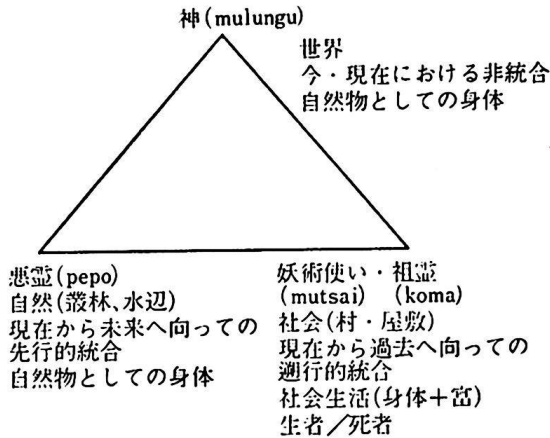 神(mulungu)
世界
今・現在における非統合
自然物としての身体
悪霊(pepo)
自然(叢林、水辺)
現在から未来へ向っての
先行的統合
自然物としての身体
妖術使い・祖霊
(mutsai) (koma)
社会(村・屋敷)
現在から過去へ向っての
遡行的統合
社会生活(身体+富)
生者/死者